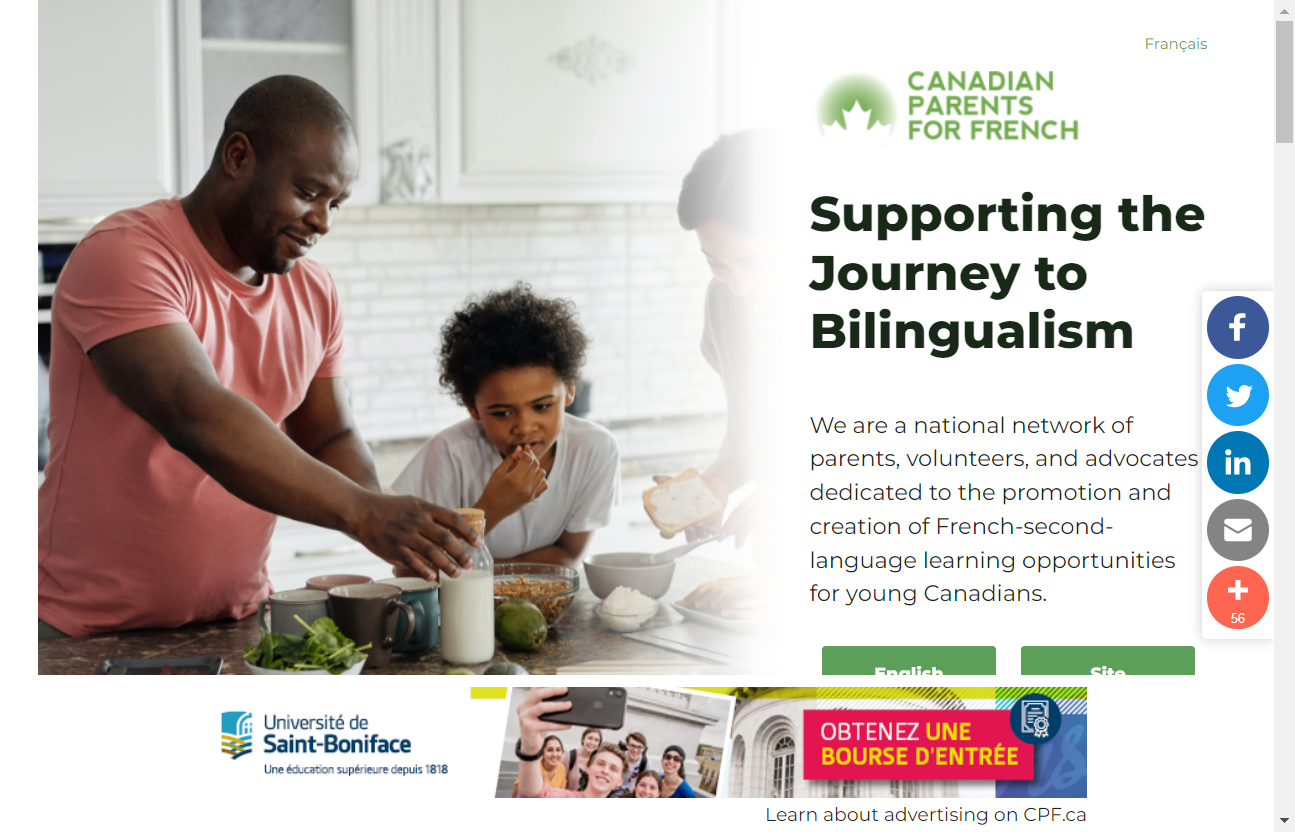 Français
CANADIAN
PARENTS
FOR FRENCH
Supporting the
Journey to
Bilingualism
We are a national network of
parents, volunteers, and advocates
dedicated to the promotion and
creation of French-second-
language learning opportunities
for young Canadians.
56
English
Site
Université de
Saint-Boniface
Une éducation supérieure depuis 1818
OBTENEZ UNE
BOURSE D'ENTRÉE
Learn about advertising on CPF.ca